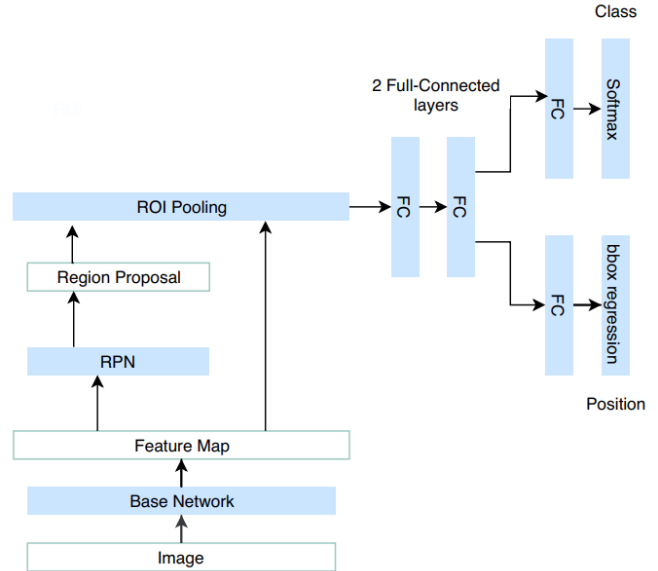 Class
2 Full-Connected
layers
FC
Softmax
FC
FC
ROI Pooling
Region Proposal
FC
bbox regression
RPN
Position
Feature Map
Base Network
Image